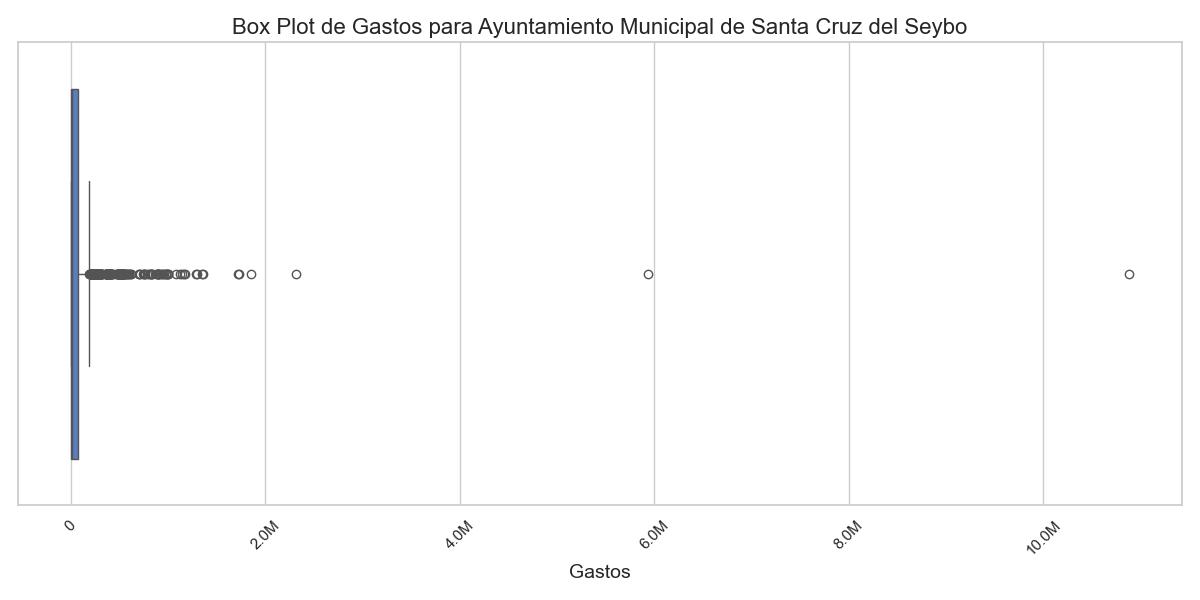 Box Plot de Gastos para Ayuntamiento Municipal de Santa Cruz del Seybo
0
2.0M
4.0M
6.0M
8.0M
10.0M
Gastos